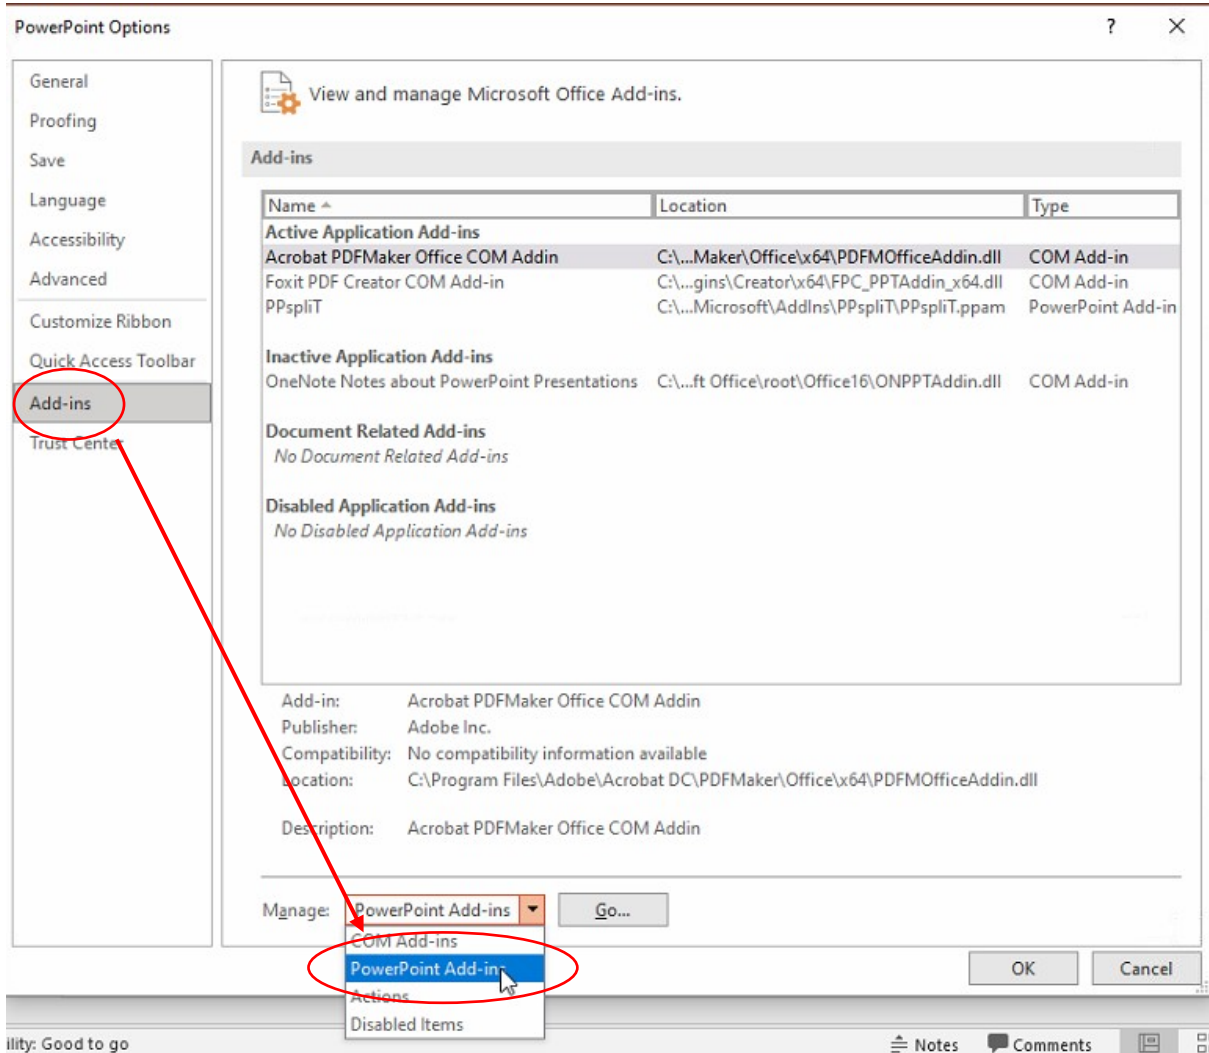 PowerPoint Options ? ×
General
Proofing
Save
Language
Accessibility
Advanced
Customize Ribbon
Quick Access Toolbar
Add-ins
Trust Center
View and manage Microsoft Office Add-ins.
Add-ins
Name Location Type
Active Application Add-ins
Acrobat PDFMaker Office COM Addin C:\...Maker\Office\x64\PDFMOfficeAddin.dll COM Add-in
Foxit PDF Creator COM Add-in C:\...gins\Creator\x64\FPC_PPTAddin_x64.dll COM Add-in
PPspliT C:\...Microsoft\AddIns\PPspliT\PPspliT.ppam PowerPoint Add-in
Inactive Application Add-ins
OneNote Notes about PowerPoint Presentations C:\...ft Office\root\Office16\ONPPTAddin.dll COM Add-in
Document Related Add-ins
No Document Related Add-ins
Disabled Application Add-ins
No Disabled Application Add-ins
Add-in: Acrobat PDFMaker Office COM Addin
Publisher: Adobe Inc.
Compatibility: No compatibility information available
Location: C:\Program Files\Adobe\Acrobat DC\PDFMaker\Office\x64\PDFMOfficeAddin.dll
Description: Acrobat PDFMaker Office COM Addin
Manage: PowerPoint Add-ins Go...
COM Add-ins
PowerPoint Add-ins
Actions
Disabled Items
OK Cancel
ility: Good to go Notes Comments